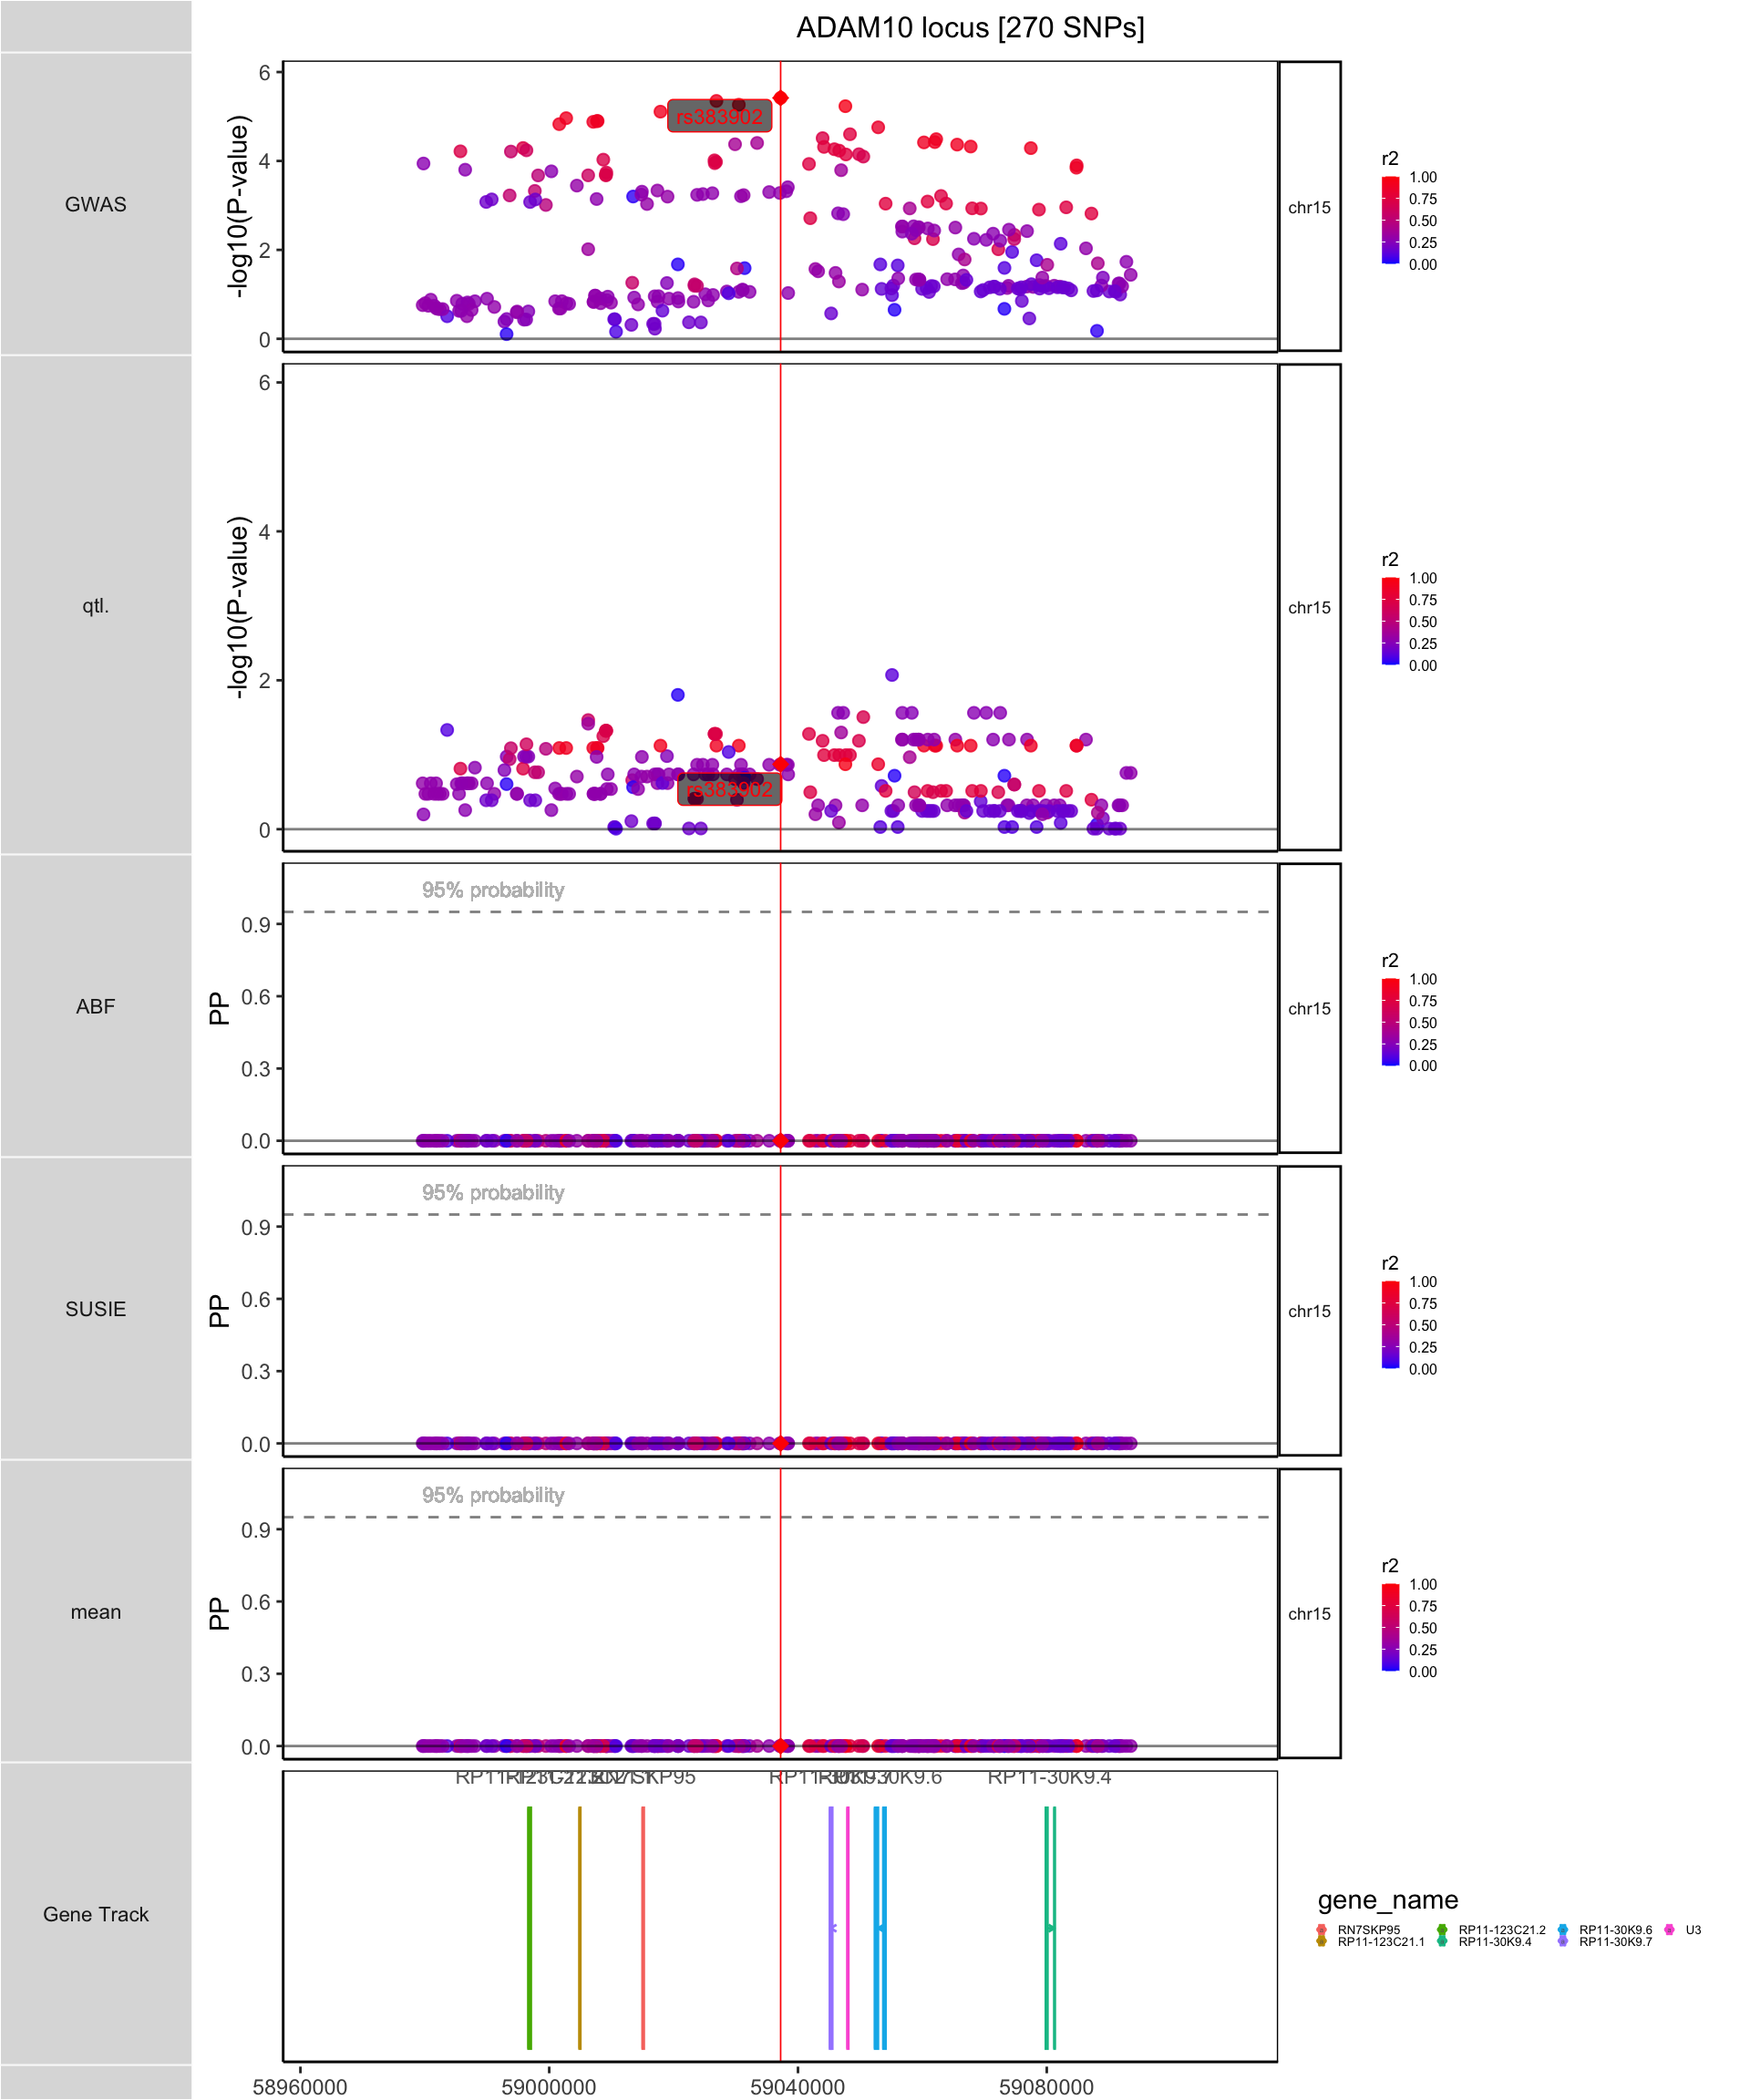 ADAM10 locus [270 SNPs]
GWAS
-log10(P-value)
6
4
2
0
rs383902
chr15
r2
1.00
0.75
0.50
0.25
0.00
qtl.
-log10(P-value)
6
4
2
0
rs383902
chr15
r2
1.00
0.75
0.50
0.25
0.00
ABF
PP
95% probability
0.9
0.6
0.3
0.0
chr15
r2
1.00
0.75
0.50
0.25
0.00
SUSIE
PP
95% probability
0.9
0.6
0.3
0.0
chr15
r2
1.00
0.75
0.50
0.25
0.00
mean
PP
95% probability
0.9
0.6
0.3
0.0
chr15
r2
1.00
0.75
0.50
0.25
0.00
Gene Track
RP11-30K9.4
gene_name
RN7SKP95
RP11-123C21.2
RP11-30K9.6
U3
RP11-123C21.1
RP11-30K9.4
RP11-30K9.7
58960000
59000000
59040000
59080000